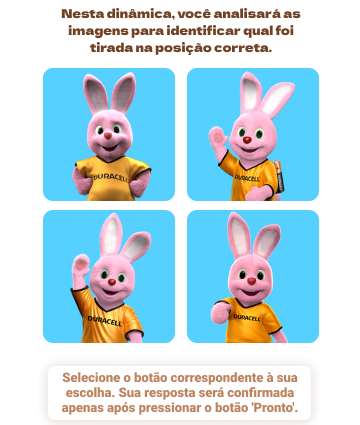 Nesta dinâmica, você analisará as
imagens para identificar qual foi
tirada na posição correta.
DURACELL
DURACELL
DURACELL
DURACELL
Selecione o botão correspondente à sua
escolha. Sua resposta será confirmada
apenas após pressionar o botão 'Pronto'.